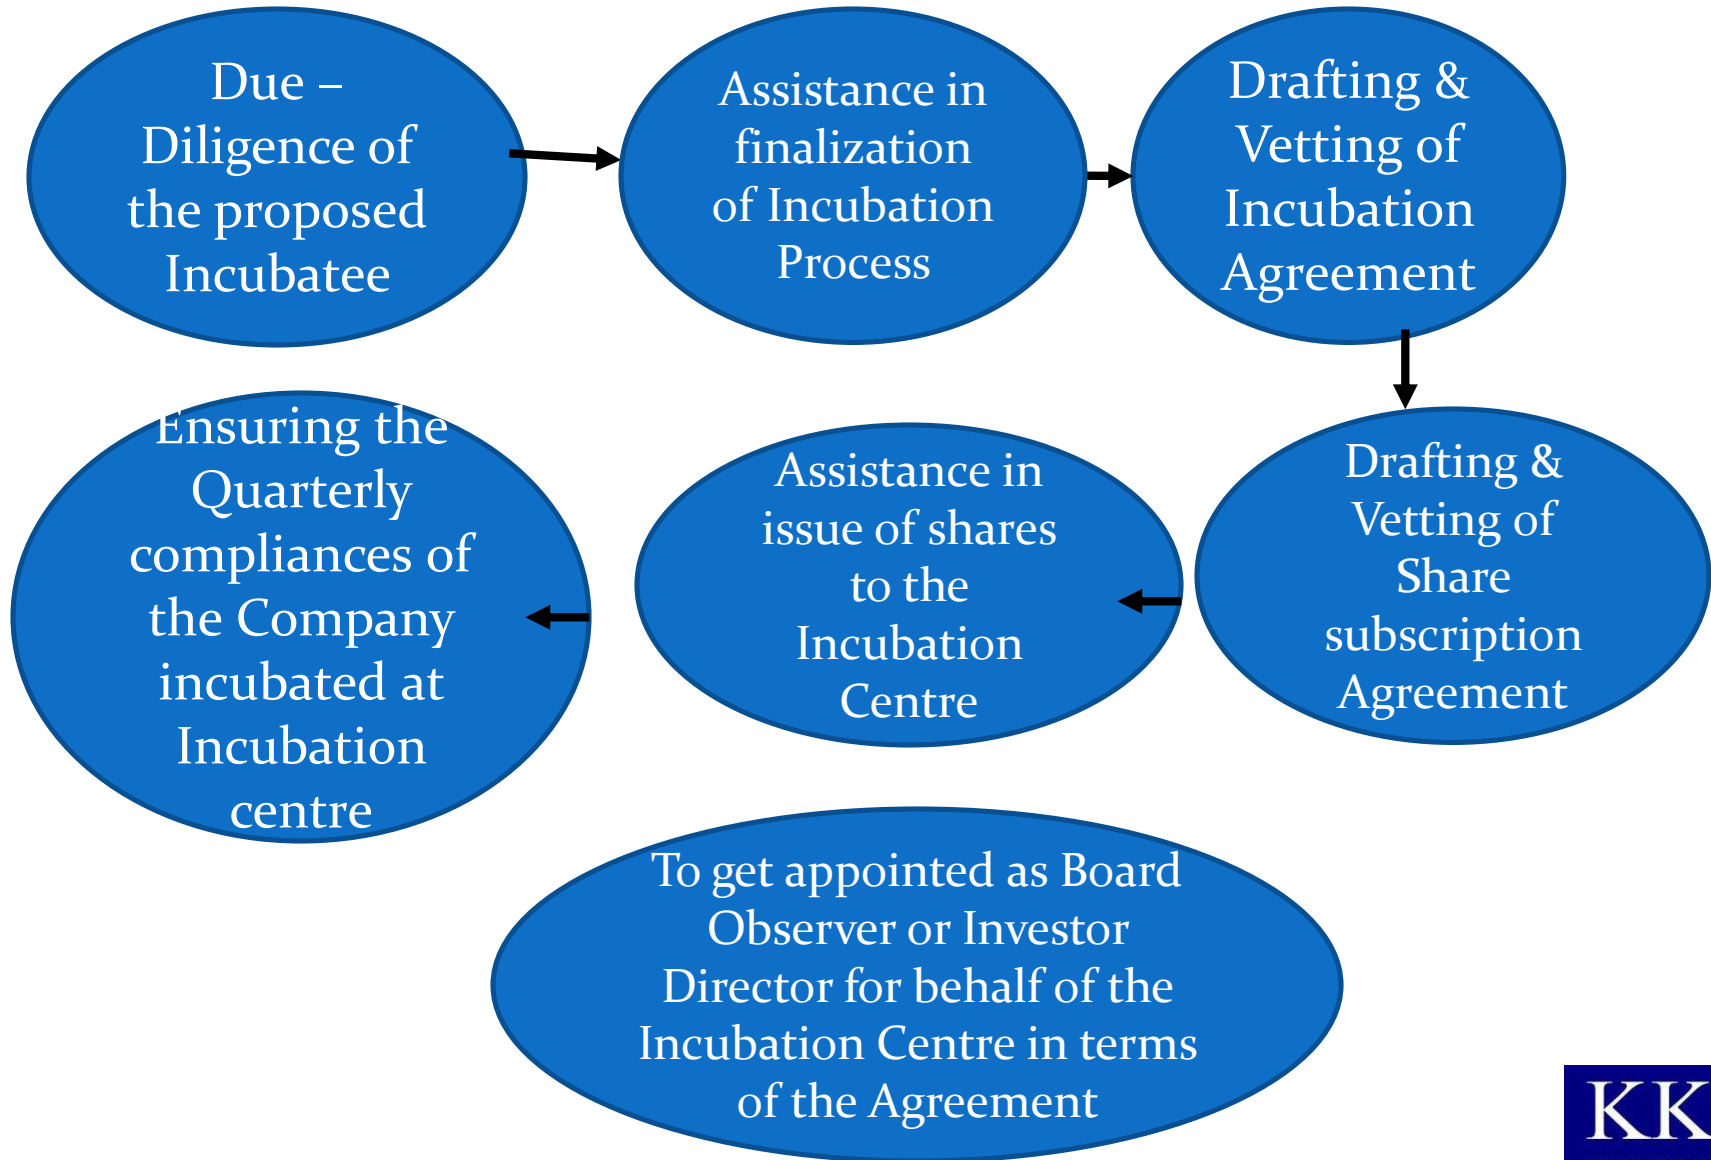 Due –
Diligence of
the proposed
Incubatee
Assistance in
finalization
of Incubation
Process
Drafting &
Vetting of
Incubation
Agreement
Drafting &
Vetting of
Share
subscription
Agreement
Assistance in
issue of shares
to the
Incubation
Centre
Ensuring the
Quarterly
compliances of
the Company
incubated at
Incubation
centre
To get appointed as Board
Observer or Investor
Director for behalf of the
Incubation Centre in terms
of the Agreement
KK